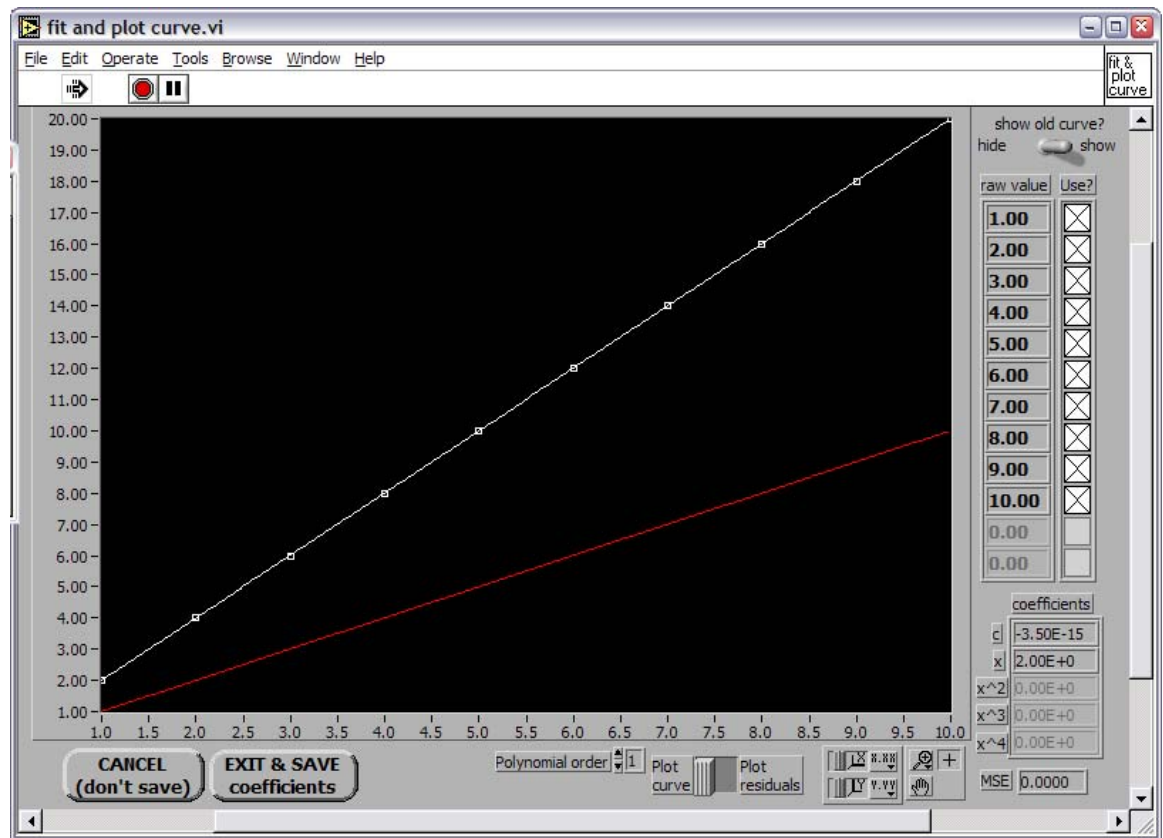 fit and plot curve.vi
File Edit Operate Tools Browse Window Help
fit &
plot
curve
20.00
19.00
18.00
17.00
16.00
15.00
14.00
13.00
12.00
11.00
10.00
9.00
8.00
7.00
6.00
5.00
4.00
3.00
2.00
1.00
1.0 1.5 2.0 2.5 3.0 3.5 4.0 4.5 5.0 5.5 6.0 6.5 7.0 7.5 8.0 8.5 9.0 9.5 10.0
show old curve?
hide show
raw value Use?
1.00
2.00
3.00
4.00
5.00
6.00
7.00
8.00
9.00
10.00
0.00
0.00
coefficients
c -3.50E-15
x 2.00E+0
x^2 0.00E+0
x^3 0.00E+0
x^4 0.00E+0
MSE 0.0000
CANCEL
(don't save)
EXIT & SAVE
coefficients
Polynomial order 1
Plot
curve
Plot
residuals
X X.XX
Y Y.YY